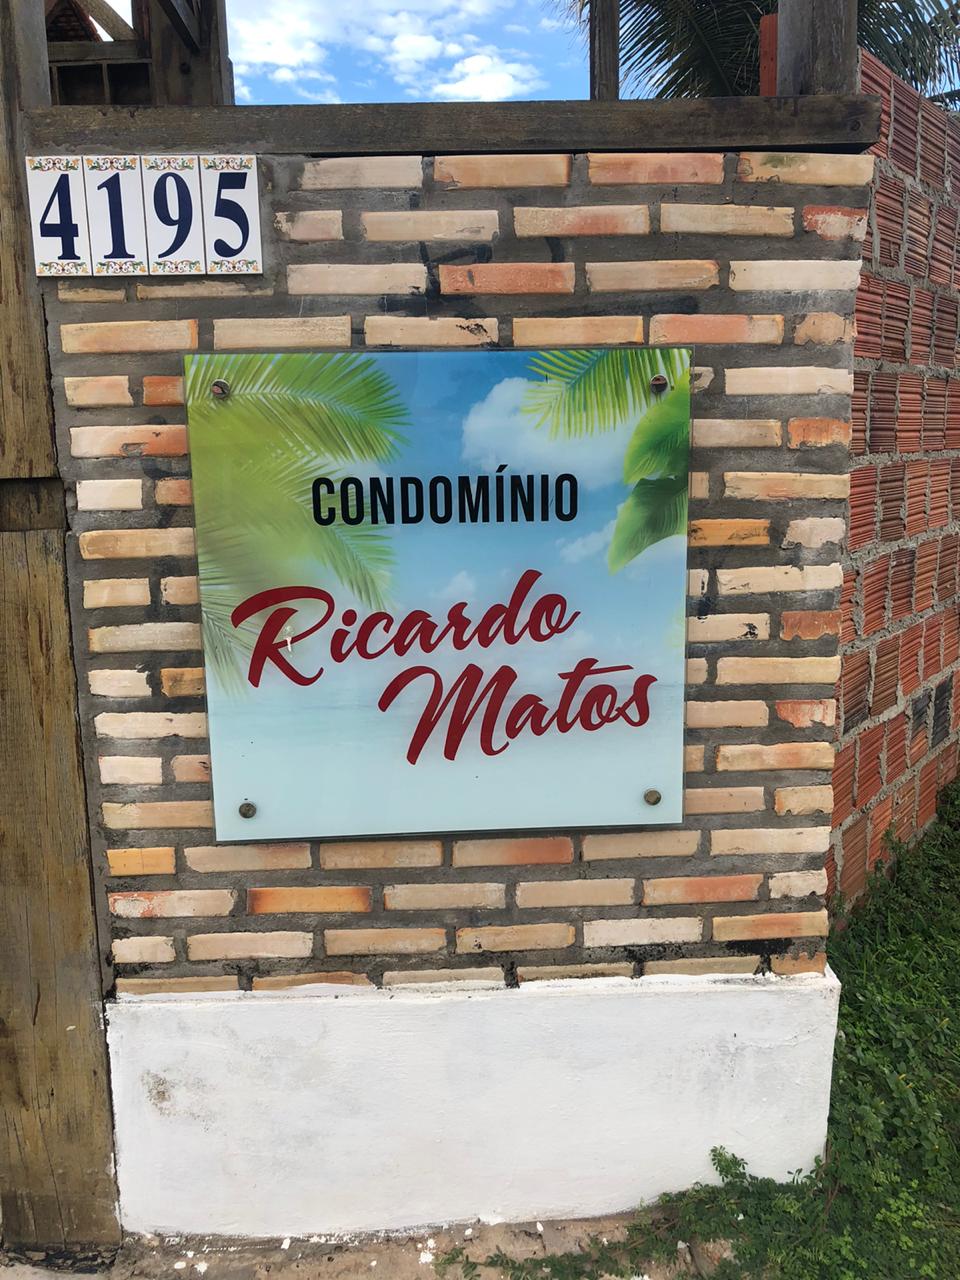 4195
CONDOMÍNIO
Ricardo
Matos